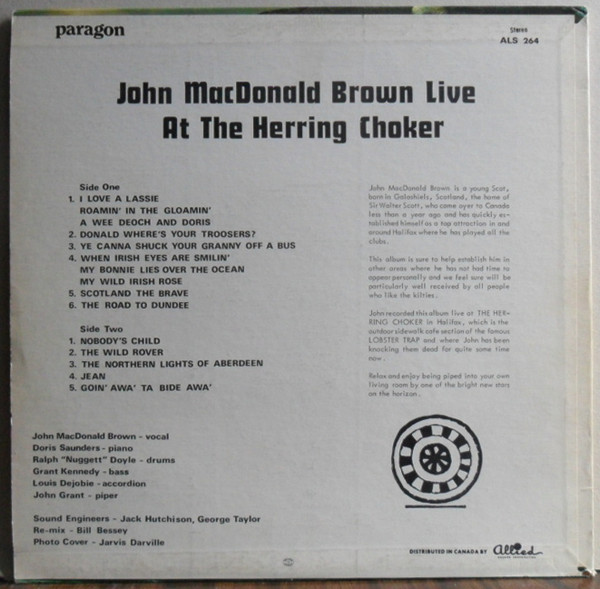 paragon
Stereo
ALS 264
John MacDonald Brown Live
At The Herring Choker
Side One
1. I LOVE A LASSIE
ROAMIN' IN THE GLOAMIN'
A WEE DEOCH AND DORIS
2. DONALD WHERE'S YOUR TROOSERS?
3. YE CANNA SHUCK YOUR GRANNY OFF A BUS
4. WHEN IRISH EYES ARE SMILIN'
MY BONNIE LIES OVER THE OCEAN
MY WILD IRISH ROSE
5. SCOTLAND THE BRAVE
6. THE ROAD TO DUNDEE
Side Two
1. NOBODY'S CHILD
2. THE WILD ROVER
3. THE NORTHERN LIGHTS OF ABERDEEN
4. JEAN
5. GOIN' AWA' TA BIDE AWA'
John MacDonald Brown is a young Scot,
born in Galashiels, Scotland, the home of
Sir Walter Scott, who came over to Canada
less than a year ago and has quickly es-
tablished himself as a top attraction in and
around Halifax where he has played all the
clubs.
This album is sure to help establish him in
other areas where he has not had time to
appear personally and we feel sure will be
particularly well received by all people
who like the kilties.
John recorded this album live at THE HER-
RING CHOKER in Halifax, which is the
outdoor sidewalk cafe section of the famous
LOBSTER TRAP and where John has been
knocking them dead for quite some time
now.
Relax and enjoy being piped into your own
living room by one of the bright new stars
on the horizon.
John MacDonald Brown - vocal
Doris Saunders - piano
Ralph "Nuggett" Doyle - drums
Grant Kennedy - bass
Louis Dejobie - accordion
John Grant - piper
Sound Engineers - Jack Hutchison, George Taylor
Re-mix - Bill Bessey
Photo Cover - Jarvis Darville
DISTRIBUTED IN CANADA BY
allied